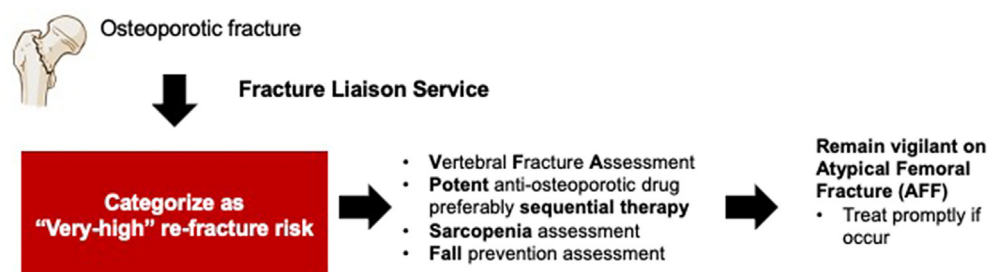 Osteoporotic fracture
Fracture Liaison Service
Categorize as
“Very-high” re-fracture risk
• Vertebral Fracture Assessment
• Potent anti-osteoporotic drug
preferably sequential therapy
• Sarcopenia assessment
• Fall prevention assessment
Remain vigilant on
Atypical Femoral
Fracture (AFF)
• Treat promptly if
occur